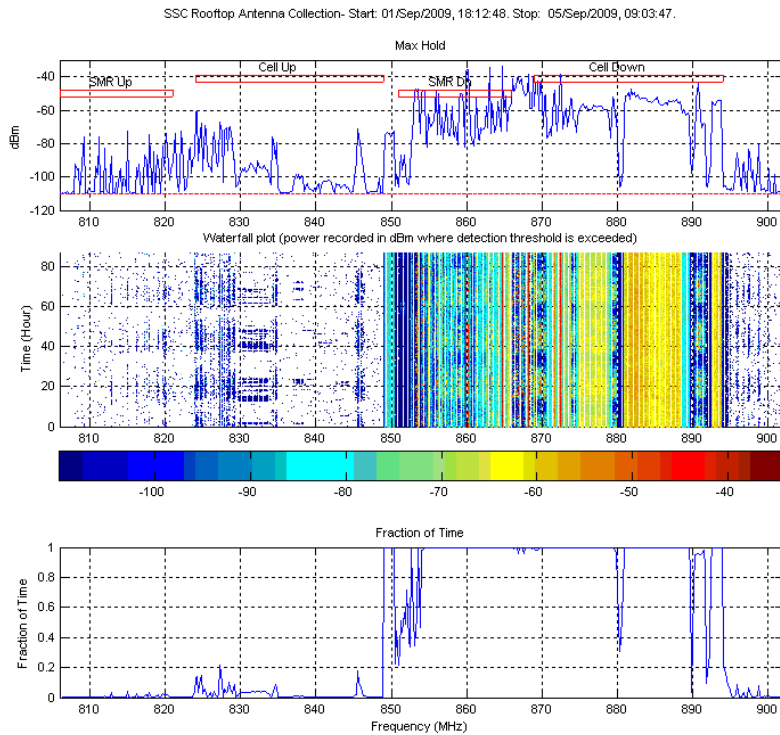 SSC Rooftop Antenna Collection- Start: 01/Sep/2009, 18:12:48. Stop: 05/Sep/2009, 09:03:47.
Max Hold
Cell Up
Cell Down
SMR Up
SMR Dn
dBm
-40
-60
-80
-100
-120
810 820 830 840 850 860 870 880 890 900
Waterfall plot (power recorded in dBm where detection threshold is exceeded)
Time (Hour)
80
60
40
20
0
810 820 830 840 850 860 870 880 890 900
-100 -90 -80 -70 -60 -50 -40
Fraction of Time
Fraction of Time
1
0.8
0.6
0.4
0.2
0
810 820 830 840 850 860 870 880 890 900
Frequency (MHz)